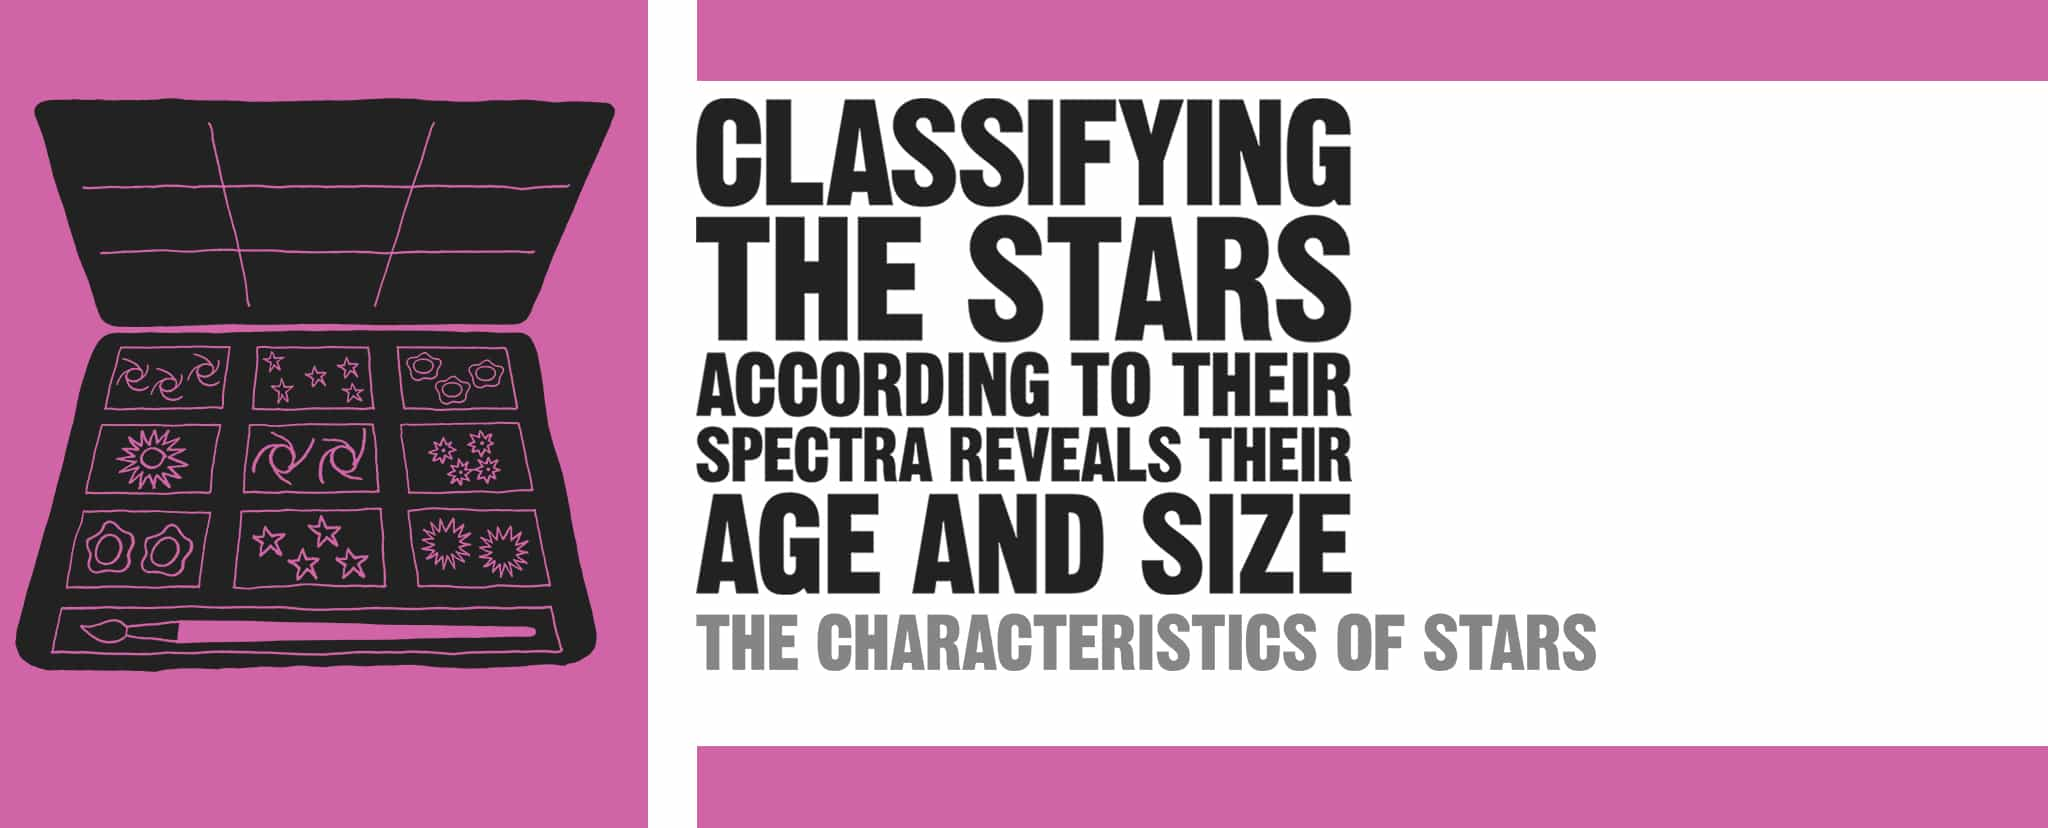 CLASSIFYING
THE STARS
ACCORDING TO THEIR
SPECTRA REVEALS THEIR
AGE AND SIZE
THE CHARACTERISTICS OF STARS